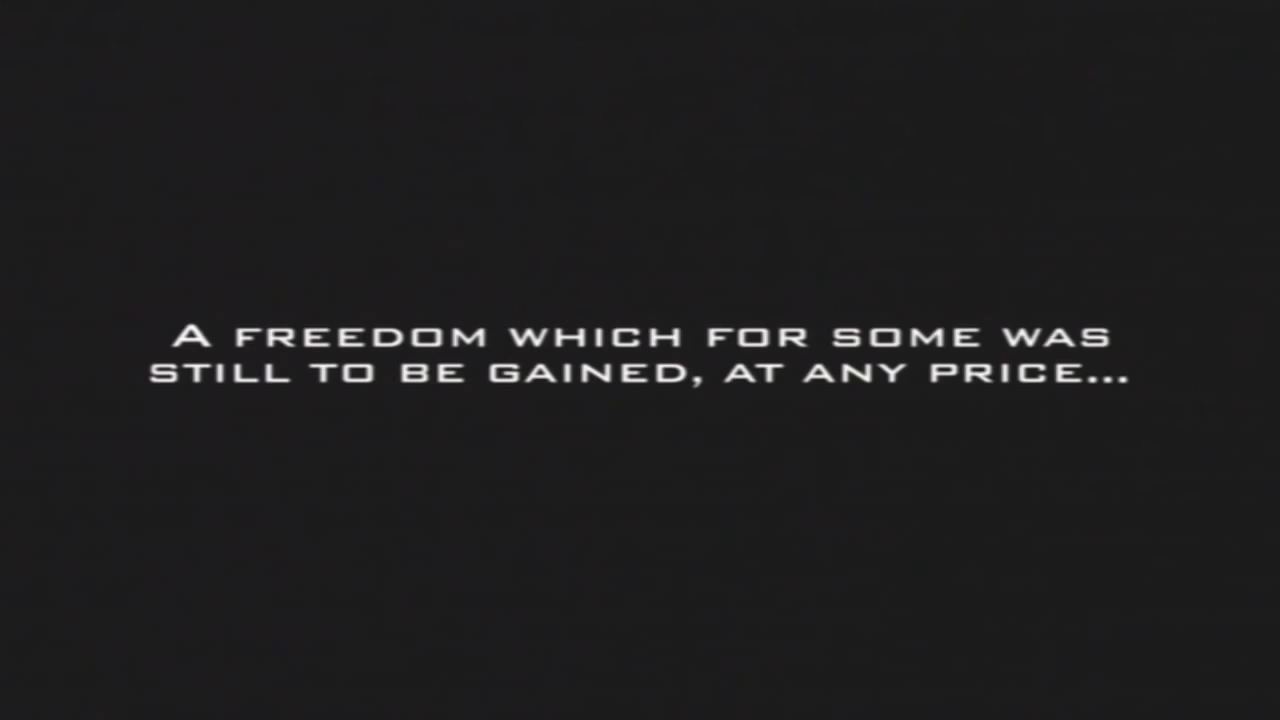 A FREEDOM WHICH FOR SOME WAS
STILL TO BE GAINED, AT ANY PRICE...